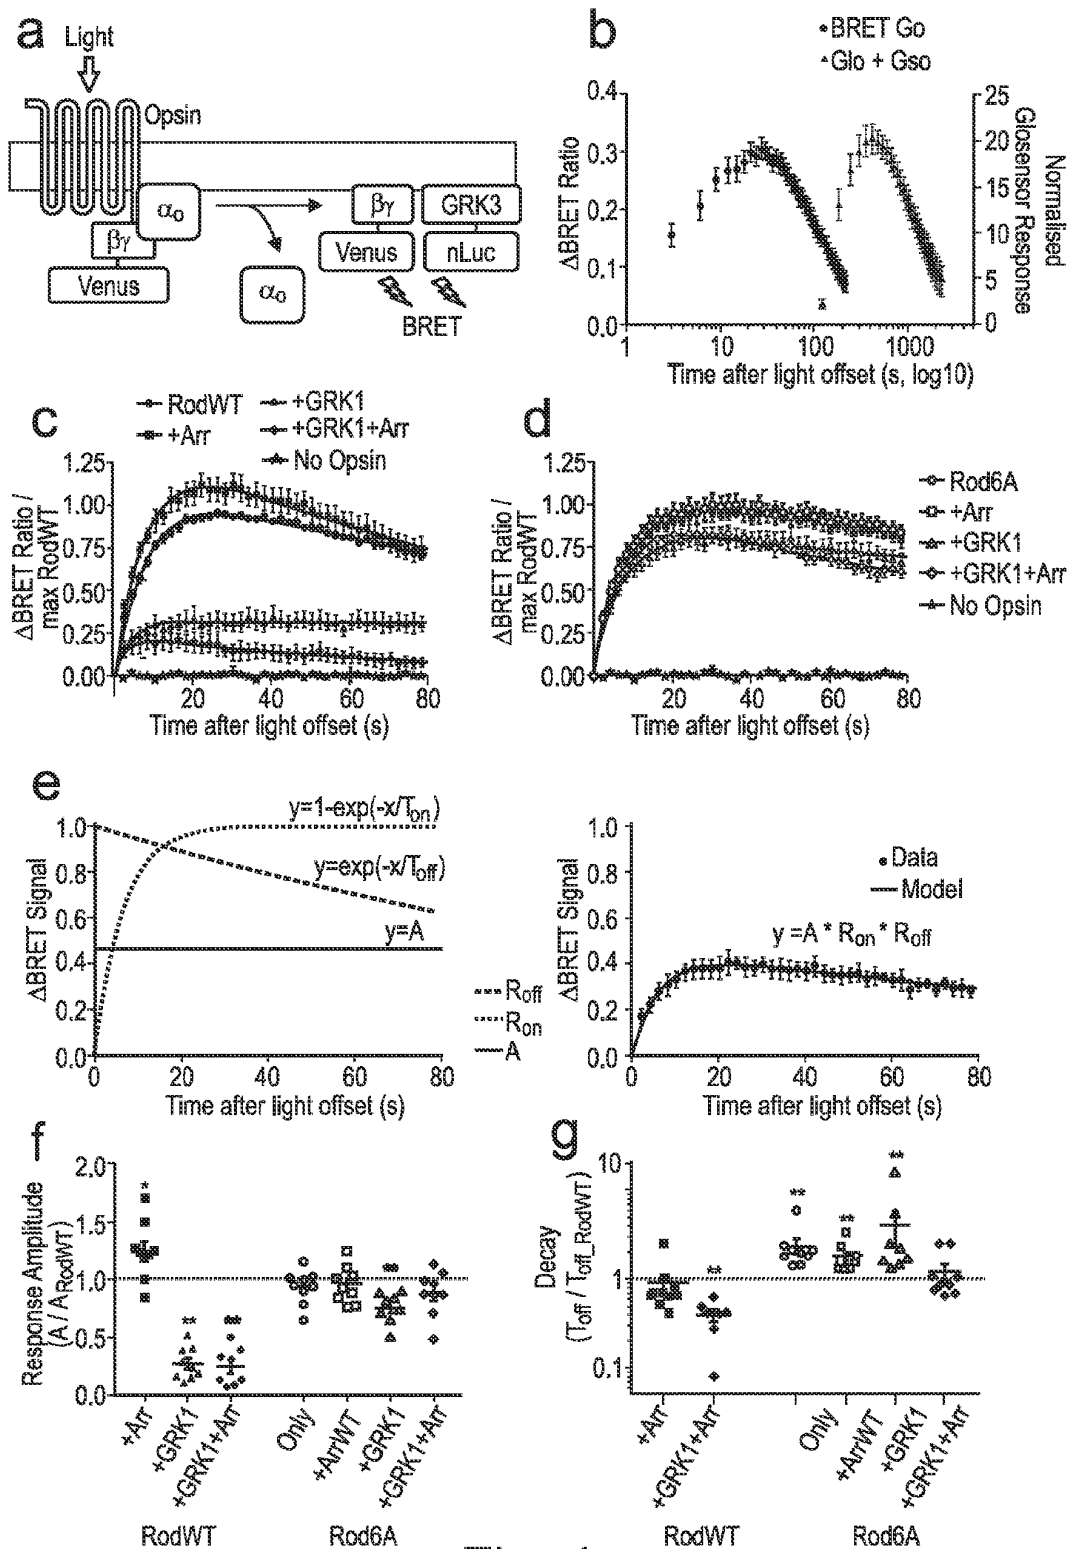 a
Light
Opsin
αo
βγ
Venus
αo
βγ
GRK3
Venus
nLuc
BRET
b
BRET Go
Glo + Gso
ΔBRET Ratio
0.4
0.3
0.2
0.1
0.0
25
20
15
10
5
0
Normalised
Glosensor Response
1
10
100
1000
Time after light offset (s, log10)
c
RodWT
+GRK1
+Arr
+GRK1+Arr
No Opsin
ΔBRET Ratio /
max RodWT
1.25
1.00
0.75
0.50
0.25
0.00
20
40
60
80
Time after light offset (s)
d
ΔBRET Ratio /
max RodWT
1.25
1.00
0.75
0.50
0.25
0.00
20
40
60
80
Time after light offset (s)
Rod6A
+Arr
+GRK1
+GRK1+Arr
No Opsin
e
ΔBRET Signal
1.0
0.8
0.6
0.4
0.2
0.0
0
20
40
60
80
y=1-exp(-x/Ton)
y=exp(-x/Toff)
y=A
Roff
Ron
A
Time after light offset (s)
ΔBRET Signal
1.0
0.8
0.6
0.4
0.2
0.0
0
20
40
60
80
Data
Model
y =A * Ron * Roff
Time after light offset (s)
f
Response Amplitude
(A / ARodWT)
2.0
1.5
1.0
0.5
0.0
*
**
**
**
+Arr
+GRK1
+GRK1+Arr
Only
+ArrWT
+GRK1
+GRK1+Arr
RodWT
Rod6A
g
Decay
(Toff / Toff_RodWT)
10
1
0.1
**
**
**
**
+Arr
+GRK1+Arr
Only
+ArrWT
+GRK1
+GRK1+Arr
RodWT
Rod6A